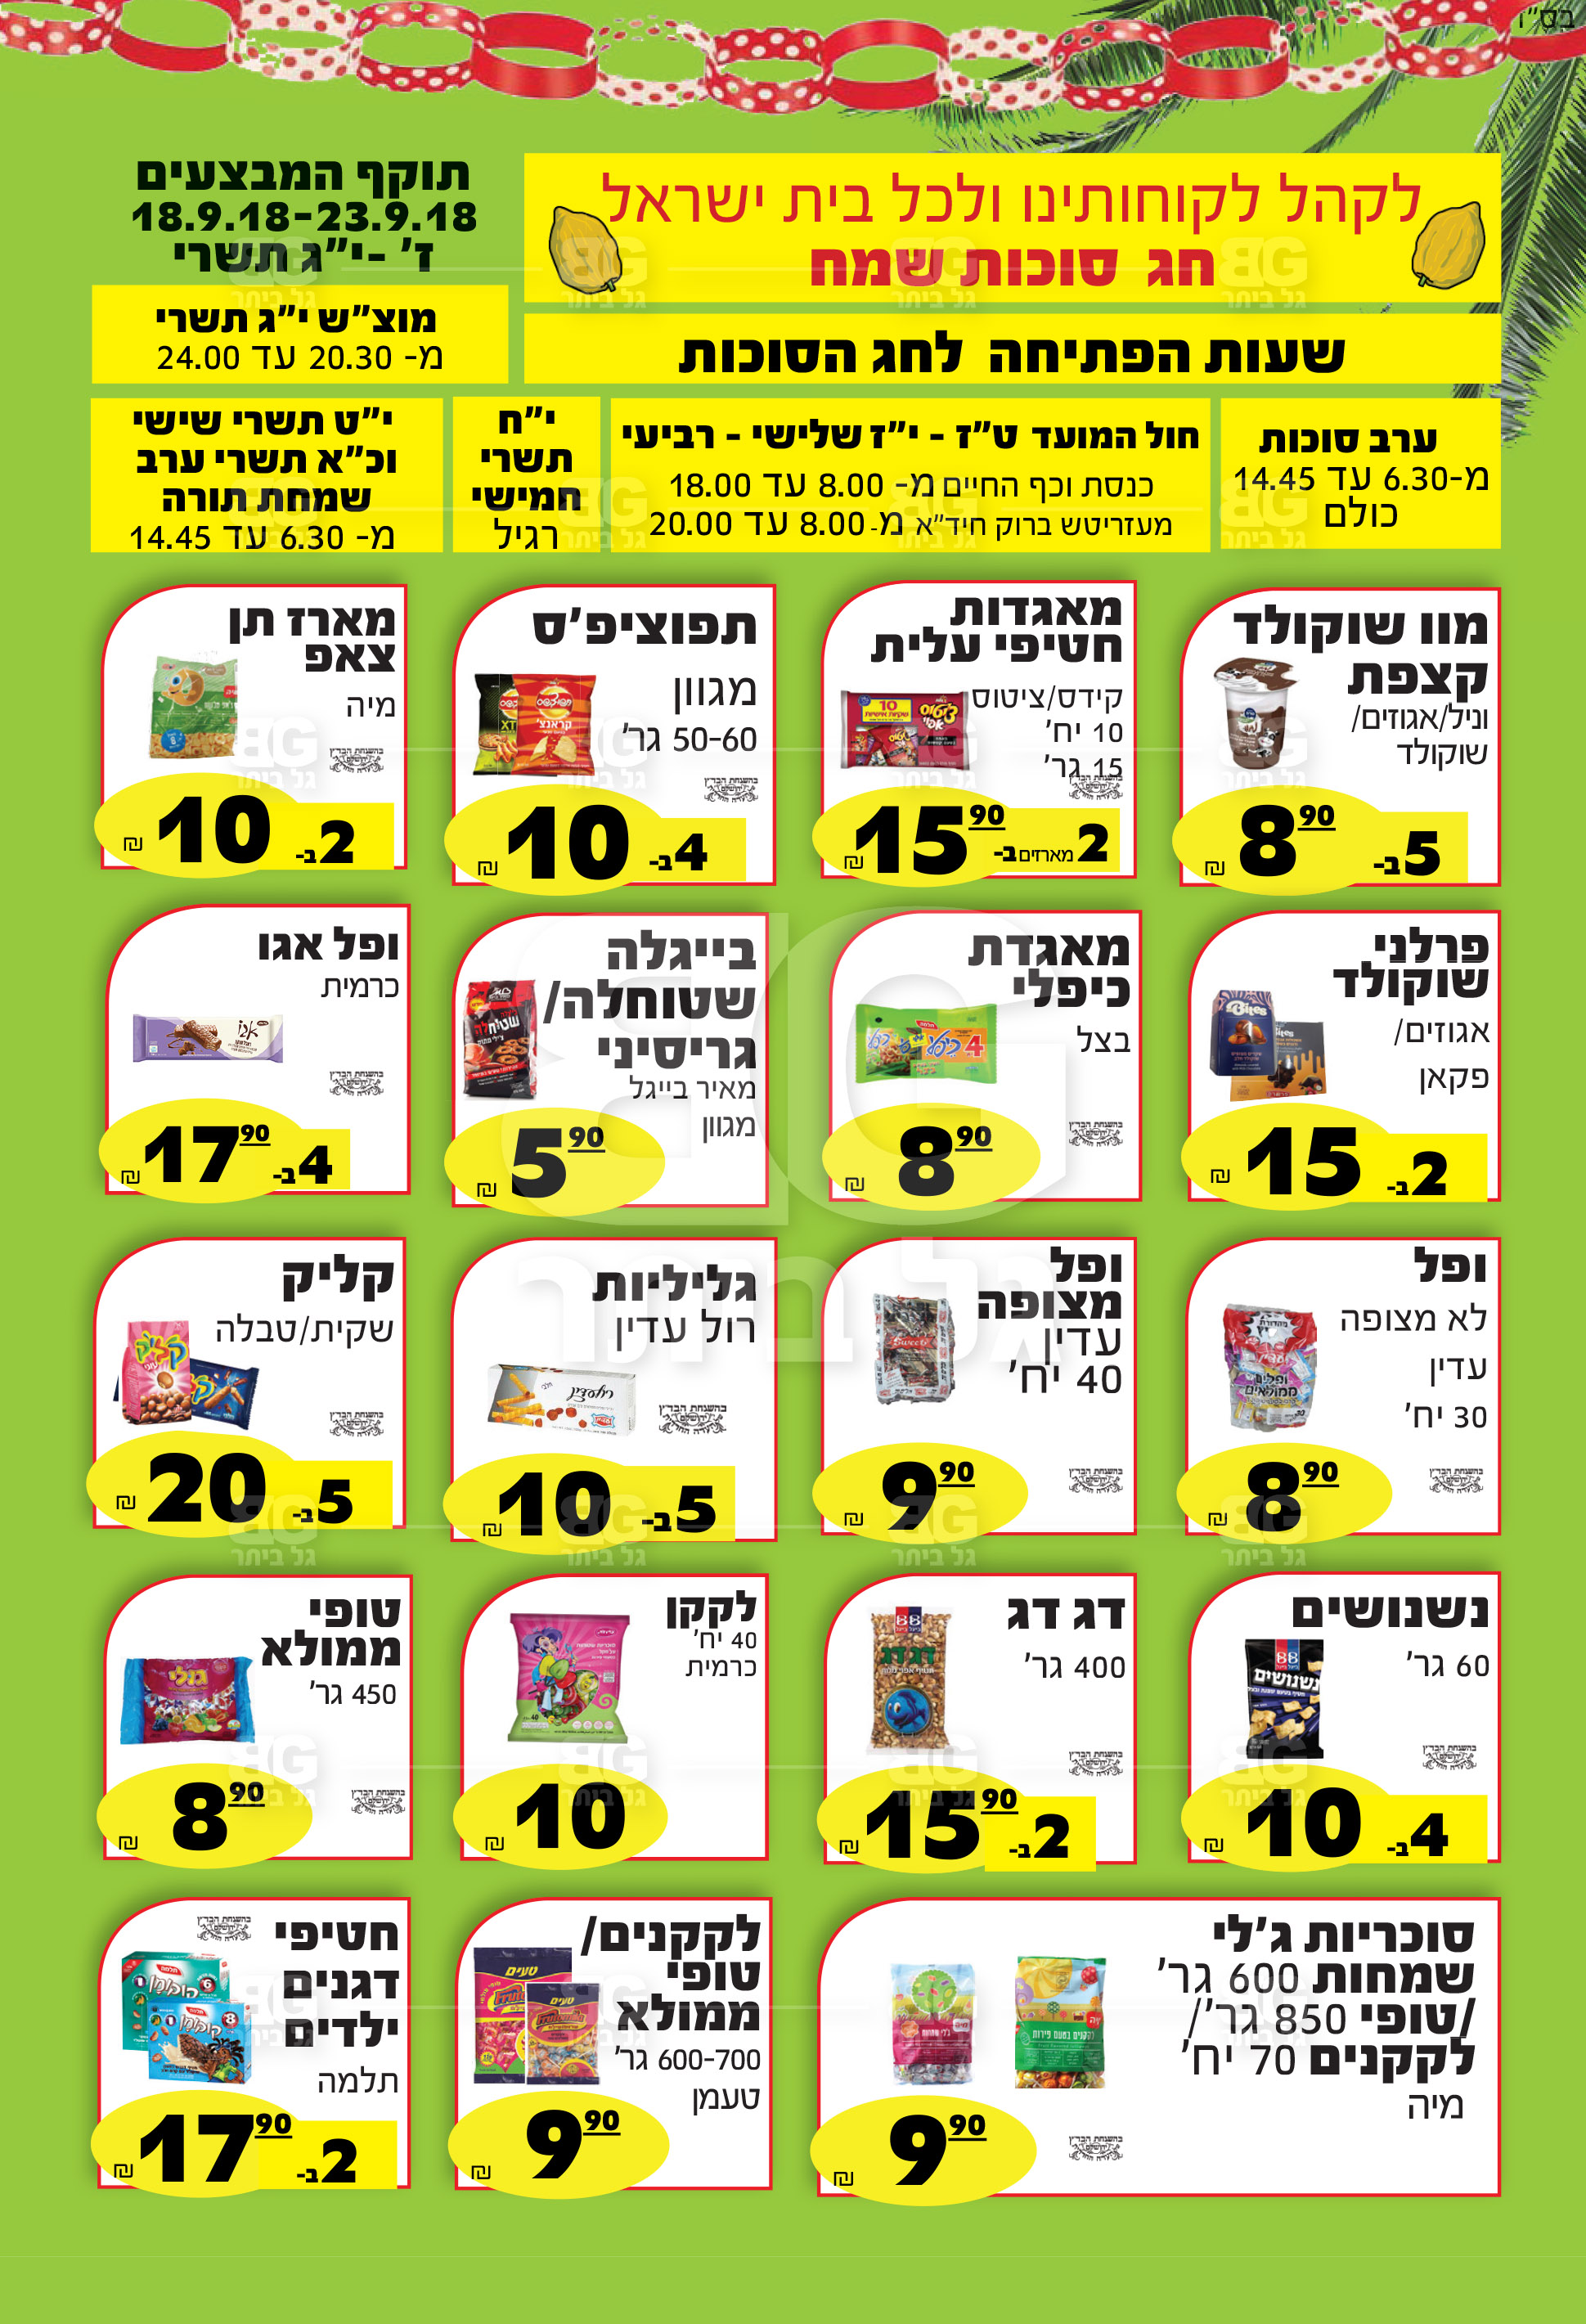 בס"ד
לקהל לקוחותינו ולכל בית ישראל
חג סוכות שמח
תוקף המבצעים
18.9.18-23.9.18
ז' -י"ג תשרי
שעות הפתיחה לחג הסוכות
מוצ"ש י"ג תשרי
מ- 20.30 עד 24.00
ערב סוכות
מ-6.30 עד 14.45
כולם
חול המועד ט"ז - י"ז שלישי - רביעי
כנסת וכף החיים מ- 8.00 עד 18.00
מעזריטש ברוק חיד"א מ- 8.00 עד 20.00
י"ח
תשרי
חמישי
רגיל
י"ט תשרי שישי
וכ"א תשרי ערב
שמחת תורה
מ- 6.30 עד 14.45
מוו שוקולד
קצפת
וניל/אגוזים/
שוקולד
5 ב- 8.90 ₪
מאגדות
חטיפי עלית
קידס/ציטוס
10 יח'
15 גר'
2 מארזים ב- 15.90 ₪
תפוציפ'ס
מגוון
50-60 גר'
4 ב- 10 ₪
מארז תן
צאפ
מיה
2 ב- 10 ₪
פרלני
שוקולד
אגוזים/
פקאן
2 ב- 15 ₪
מאגדת
כיפלי
בצל
8.90 ₪
בייגלה
שטוחלה/
גריסיני
מאיר בייגל
מגוון
5.90 ₪
ופל אגו
כרמית
4 ב- 17.90 ₪
ופל
לא מצופה
עדין
30 יח'
8.90 ₪
ופל
מצופה
עדין
40 יח'
9.90 ₪
גליליות
רול עדין
5 ב- 10 ₪
קליק
שקית/טבלה
5 ב- 20 ₪
נשנושים
60 גר'
4 ב- 10 ₪
דג דג
400 גר'
2 ב- 15.90 ₪
לקקן
40 יח'
כרמית
10 ₪
טופי
ממולא
450 גר'
8.90 ₪
סוכריות ג'לי
שמחות 600 גר'
/טופי 850 גר'/
לקקנים 70 יח'
מיה
9.90 ₪
לקקנים/
טופי
ממולא
600-700 גר'
טעמן
9.90 ₪
חטיפי
דגנים
ילדים
תלמה
2 ב- 17.90 ₪
BG
גל ביתר